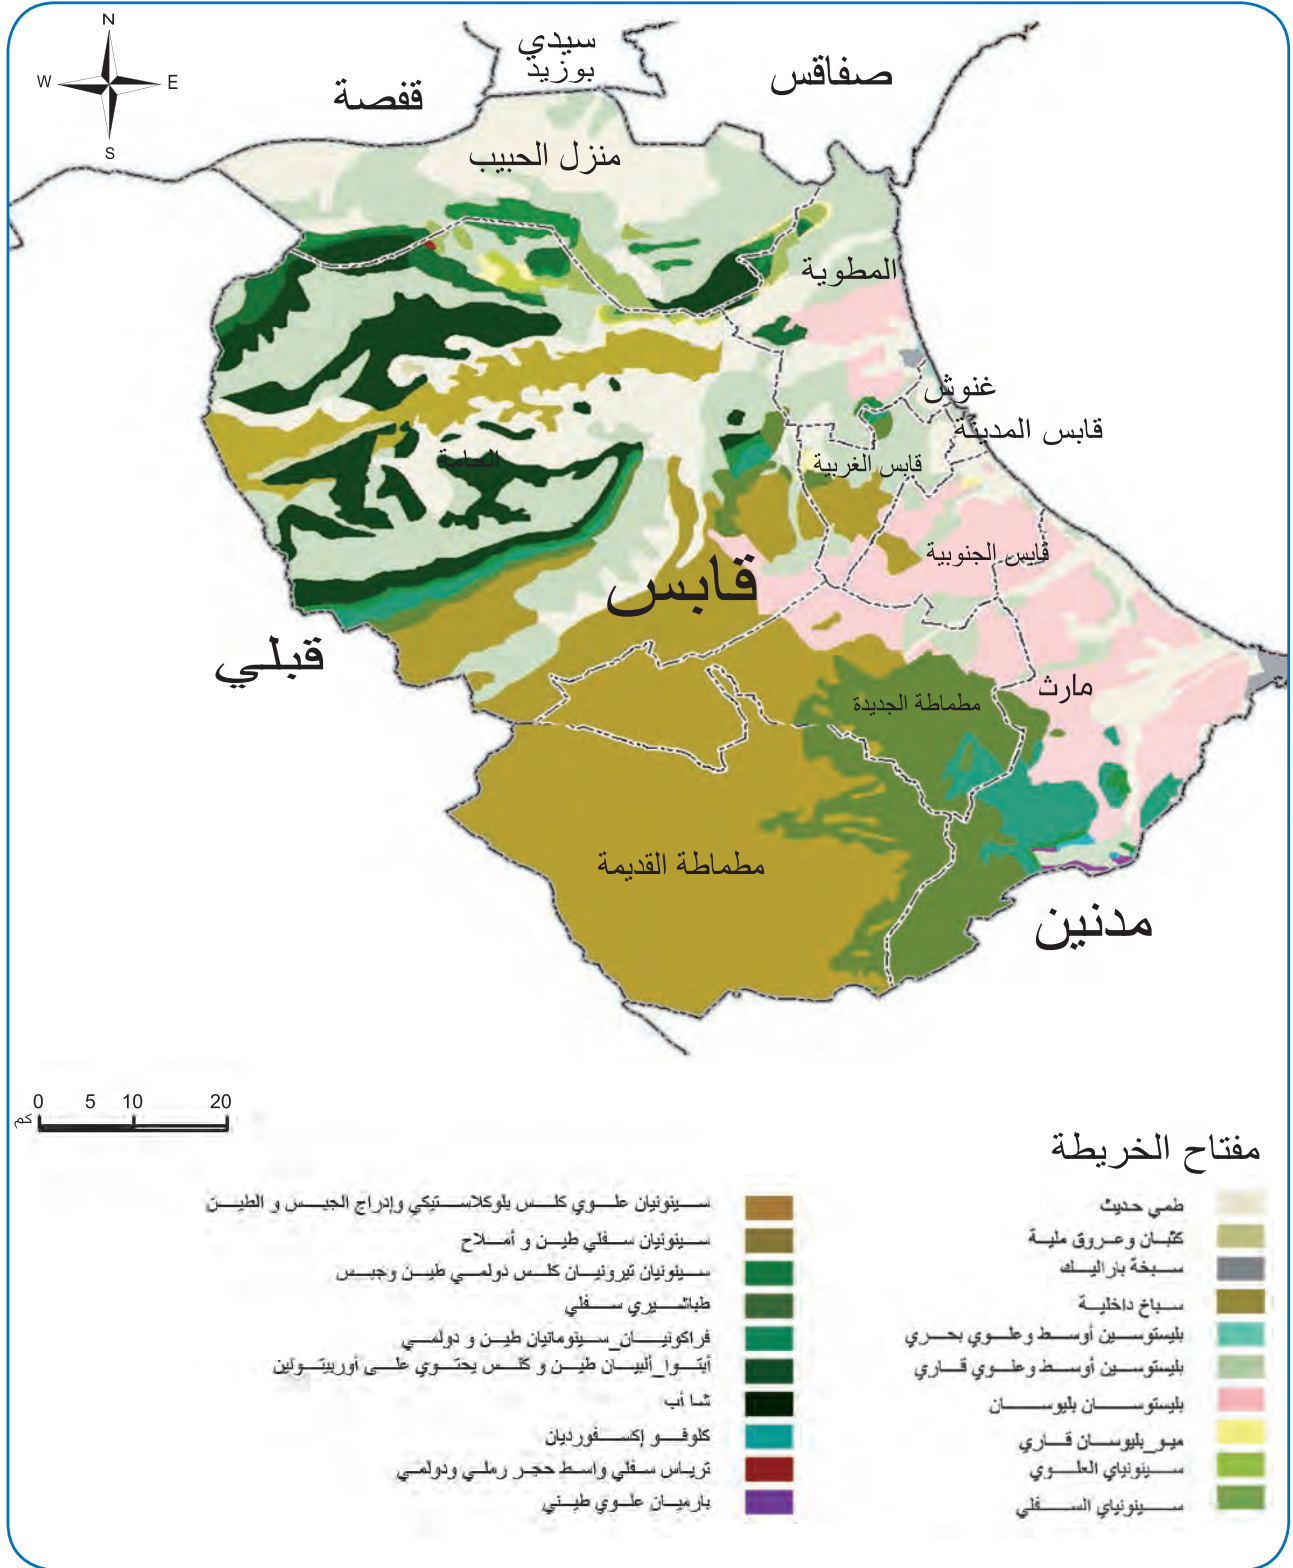 N
W
E
S
سيدي
بوزيد
صفاقس
قفصة
منزل الحبيب
المطوية
غنوش
قابس المدينة
الحامة
قابس الغربية
قابس الجنوبية
قابس
قبلي
مارث
مطماطة الجديدة
مطماطة القديمة
مدنين
0 5 10 20
كم
مفتاح الخريطة
طمي حديث
كثبان وعروق ملية
سبخة باراليك
سباخ داخلية
بليستوسين أوسط وعلوي بحري
بليستوسين أوسط وعلوي قاري
بليستوسان بليوسان
ميو_بليوسان قاري
سينونياي العلوي
سينونياي السفلي
سينونيان علوي كلس بلوكلاستيكي وإدراج الجبس و الطين
سينونيان سفلي طين و أملاح
سينونيان تيرونيان كلس دولمي طين وجبس
طباشيري سفلي
فراكونيان_سينومانيان طين و دولمي
أبتوا_ألبيان طين و كلس يحتوي على أوربيتولين
ثنا أب
كلوفو إكسفورديان
ترياس سفلي واسط حجر رملي ودولمي
بارميان علوي طيني